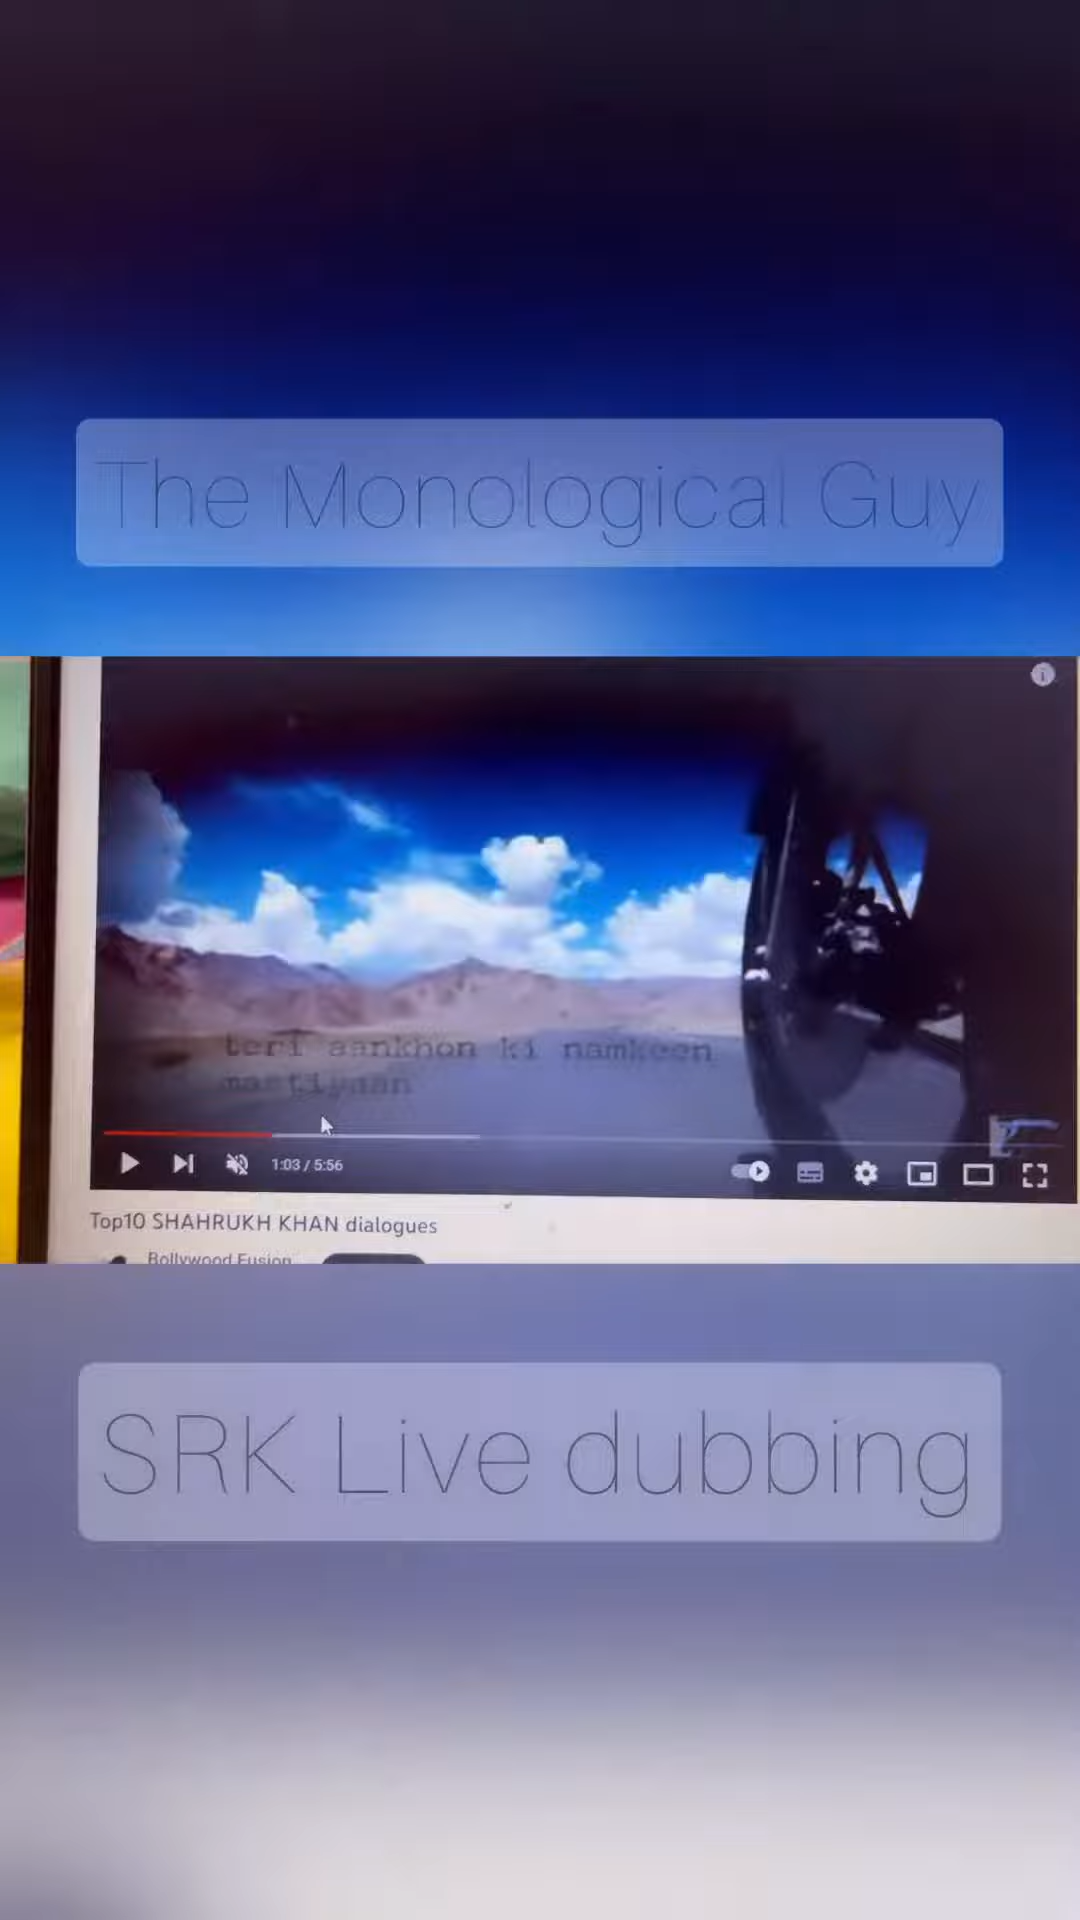 The Monological Guy
teri aankhon ki namkeen
mastiyaan
1:03 / 5:56
Top10 SHAHRUKH KHAN dialogues
Bollywood Fusion
SRK Live dubbing